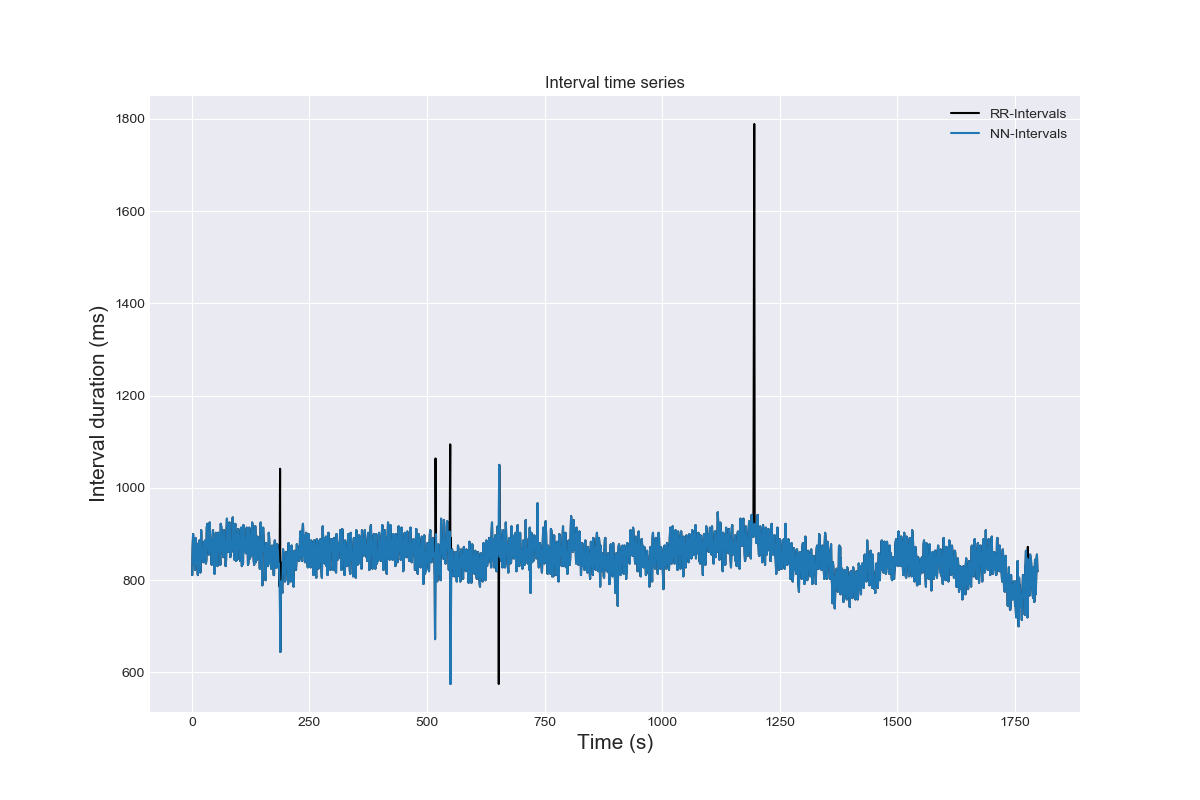 Interval time series
RR-Intervals
NN-Intervals
Interval duration (ms)
1800
1600
1400
1200
1000
800
600
0 250 500 750 1000 1250 1500 1750
Time (s)